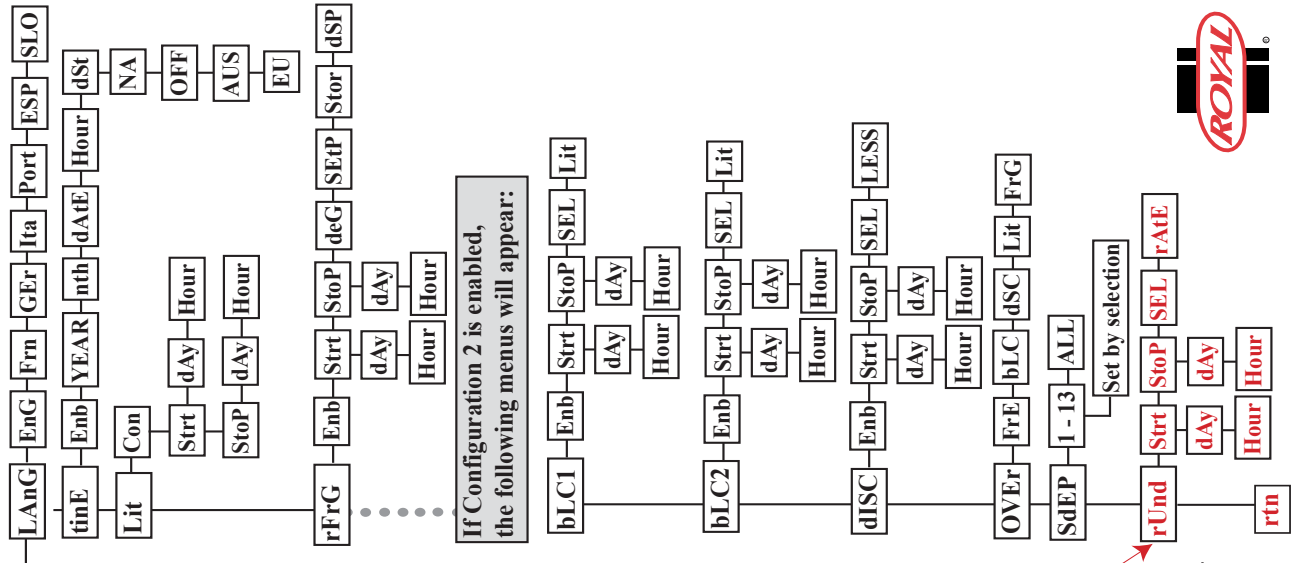 LAnG EnG Frn GEr Ita Port ESP SLO
tinE Enb YEAR nth dAtE Hour dSt
NA
OFF
AUS
EU
Lit Con
Strt dAy Hour
StoP dAy Hour
rFrG Enb Strt StoP deG SEtP Stor dSP
dAy dAy
Hour Hour
If Configuration 2 is enabled,
the following menus will appear:
bLC1 Enb Strt StoP SEL Lit
dAy dAy
Hour Hour
bLC2 Enb Strt StoP SEL Lit
dAy dAy
Hour Hour
dISC Enb Strt StoP SEL LESS
dAy dAy
Hour Hour
OVEr FrE bLC dSC Lit FrG
SdEP 1 - 13 ALL
Set by selection
rUnd Strt StoP SEL rAtE
dAy dAy
Hour Hour
rtn
ROYAL
®